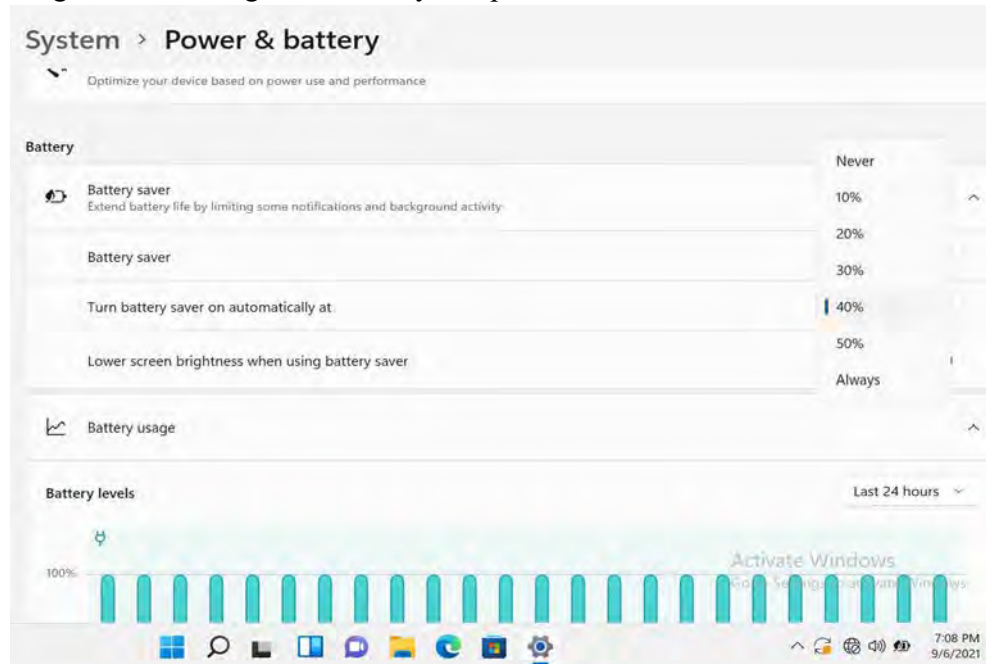 System > Power & battery
Optimize your device based on power use and performance
Battery
Never
Battery saver
Extend battery life by limiting some notifications and background activity
10%
20%
Battery saver
30%
Turn battery saver on automatically at
40%
50%
Lower screen brightness when using battery saver
Always
Battery usage
Battery levels
Last 24 hours
100%
Activate Windows
7:08 PM
9/6/2021